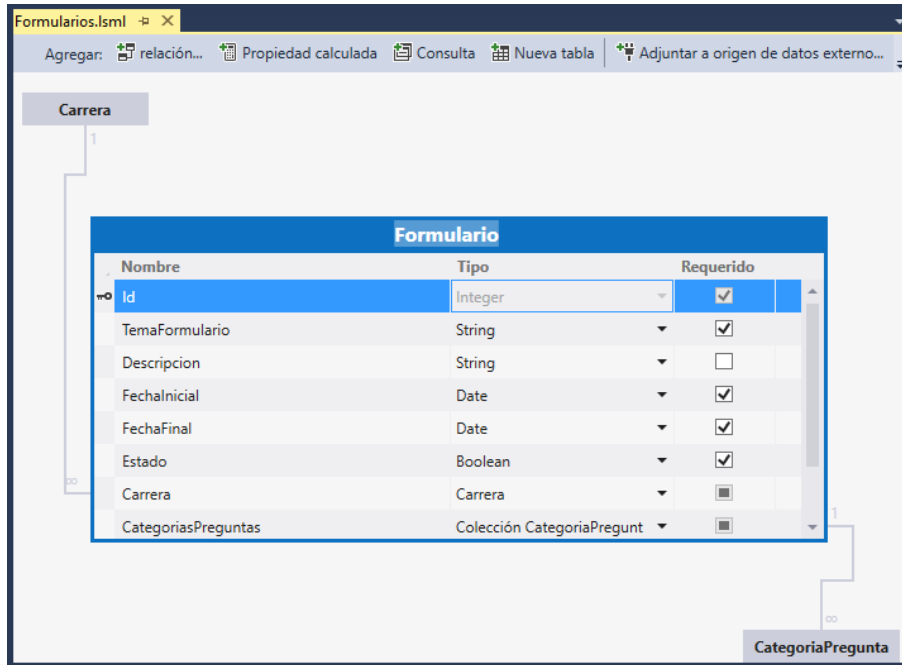 Formularios.lsml
Agregar: relación... Propiedad calculada Consulta Nueva tabla Adjuntar a origen de datos externo...
Carrera
1
Formulario
Nombre Tipo Requerido
Id Integer
TemaFormulario String
Descripcion String
FechaInicial Date
FechaFinal Date
Estado Boolean
∞
Carrera Carrera
CategoriasPreguntas Colección CategoriaPregunt
1
∞
CategoriaPregunta